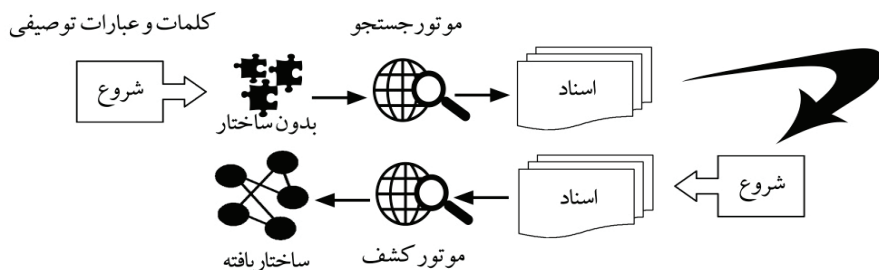 کلمات و عبارات توصیفی
موتور جستجو
شروع
اسناد
بدون ساختار
شروع
اسناد
موتور کشف
ساختار یافته